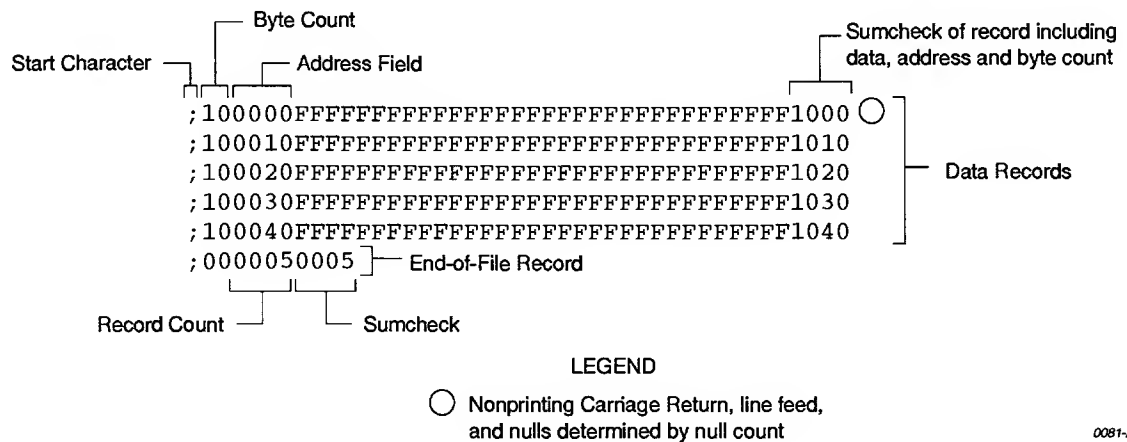 Byte Count
Sumcheck of record including
data, address and byte count
Start Character
Address Field
;100000FFFFFFFFFFFFFFFFFFFFFFFFFFFFFFFF1000
;100010FFFFFFFFFFFFFFFFFFFFFFFFFFFFFFFF1010
;100020FFFFFFFFFFFFFFFFFFFFFFFFFFFFFFFF1020
;100030FFFFFFFFFFFFFFFFFFFFFFFFFFFFFFFF1030
;100040FFFFFFFFFFFFFFFFFFFFFFFFFFFFFFFF1040
Data Records
;0000050005
End-of-File Record
Record Count
Sumcheck
LEGEND
Nonprinting Carriage Return, line feed,
and nulls determined by null count
0081-